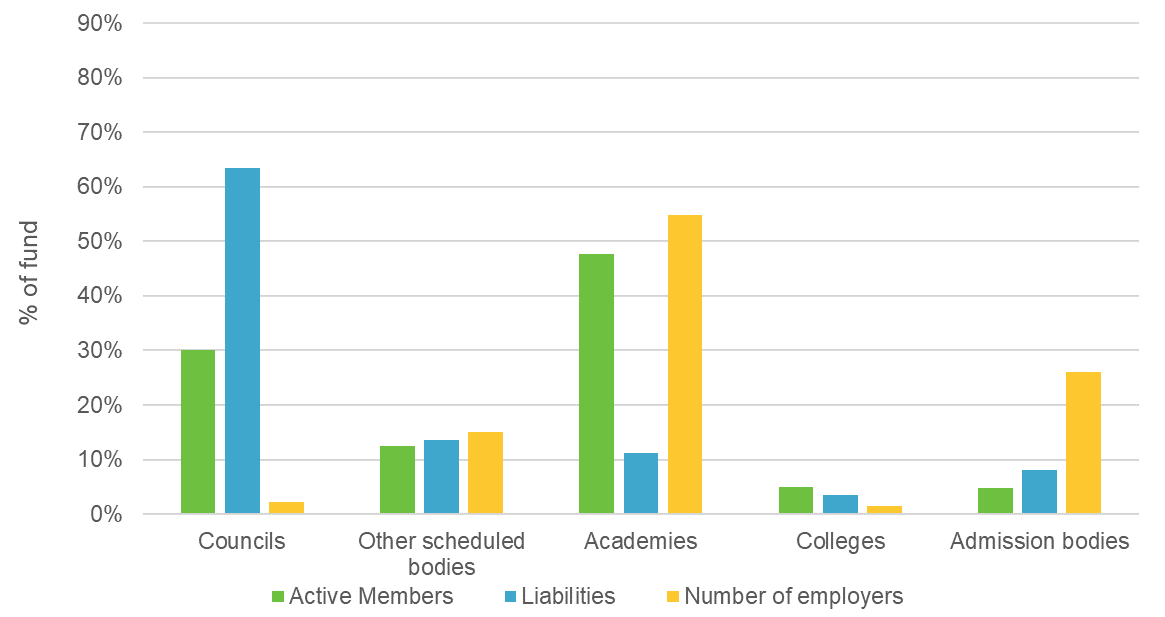 90%
80%
70%
60%
50%
40%
30%
20%
10%
0%
% of fund
Councils
Other scheduled
bodies
Academies
Colleges
Admission bodies
Active Members
Liabilities
Number of employers